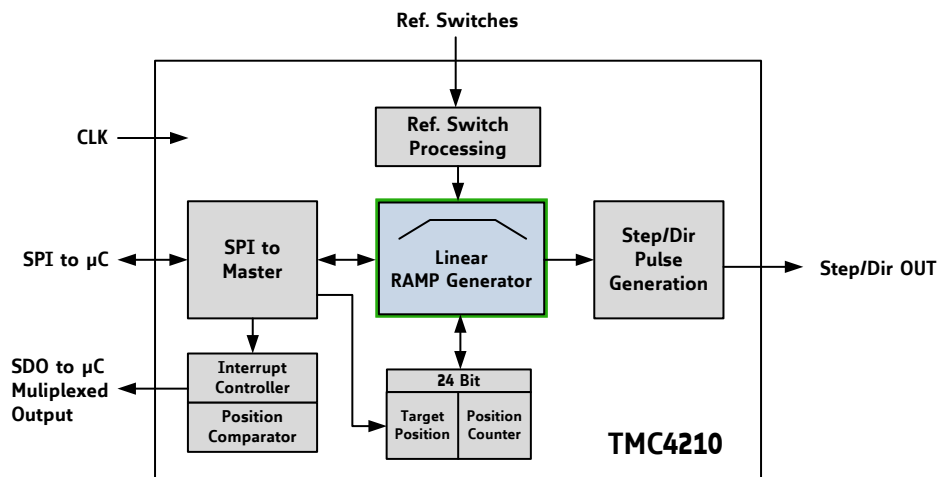 Ref. Switches
CLK
Ref. Switch
Processing
SPI to µC
SPI to
Master
Linear
RAMP Generator
Step/Dir
Pulse
Generation
Step/Dir OUT
SDO to µC
Muliplexed
Output
Interrupt
Controller
Position
Comparator
24 Bit
Target
Position
Position
Counter
TMC4210